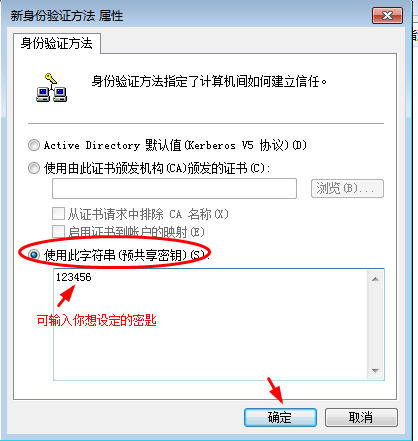 新身份验证方法 属性
身份验证方法
身份验证方法指定了计算机间如何建立信任。
Active Directory 默认值(Kerberos V5 协议)(D)
使用由此证书颁发机构(CA)颁发的证书(C):
浏览(B)...
从证书请求中排除 CA 名称(X)
启用证书到帐户的映射(E)
使用此字符串(预共享密钥)(S):
123456
可输入你想设定的密匙
确定
取消